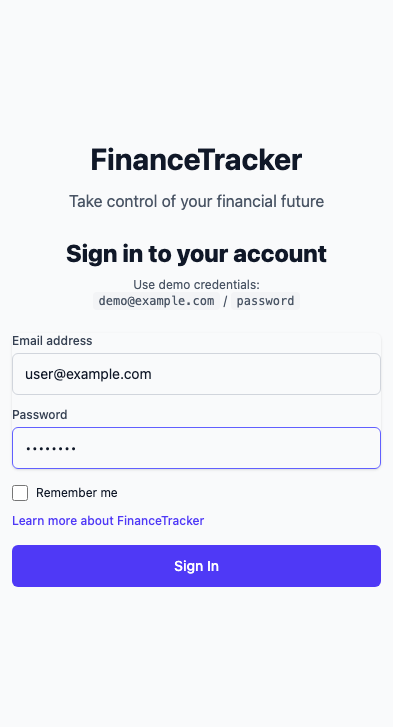 FinanceTracker
Take control of your financial future
Sign in to your account
Use demo credentials:
demo@example.com / password
Email address
user@example.com
Password
••••••••
Remember me
Learn more about FinanceTracker
Sign In